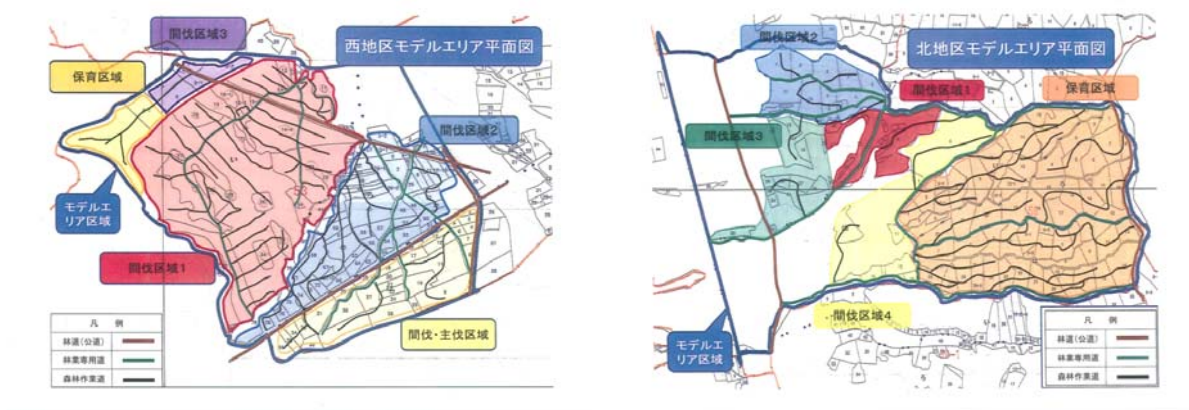 西地区モデルエリア平面図
間伐区域3
保育区域
間伐区域2
モデルエ
リア区域
間伐区域1
間伐・主伐区域
凡 例
林道(公道)
林業専用道
森林作業道
北地区モデルエリア平面図
間伐区域2
間伐区域1
保育区域
間伐区域3
間伐区域4
モデルエ
リア区域
凡 例
林道(公道)
林業専用道
森林作業道